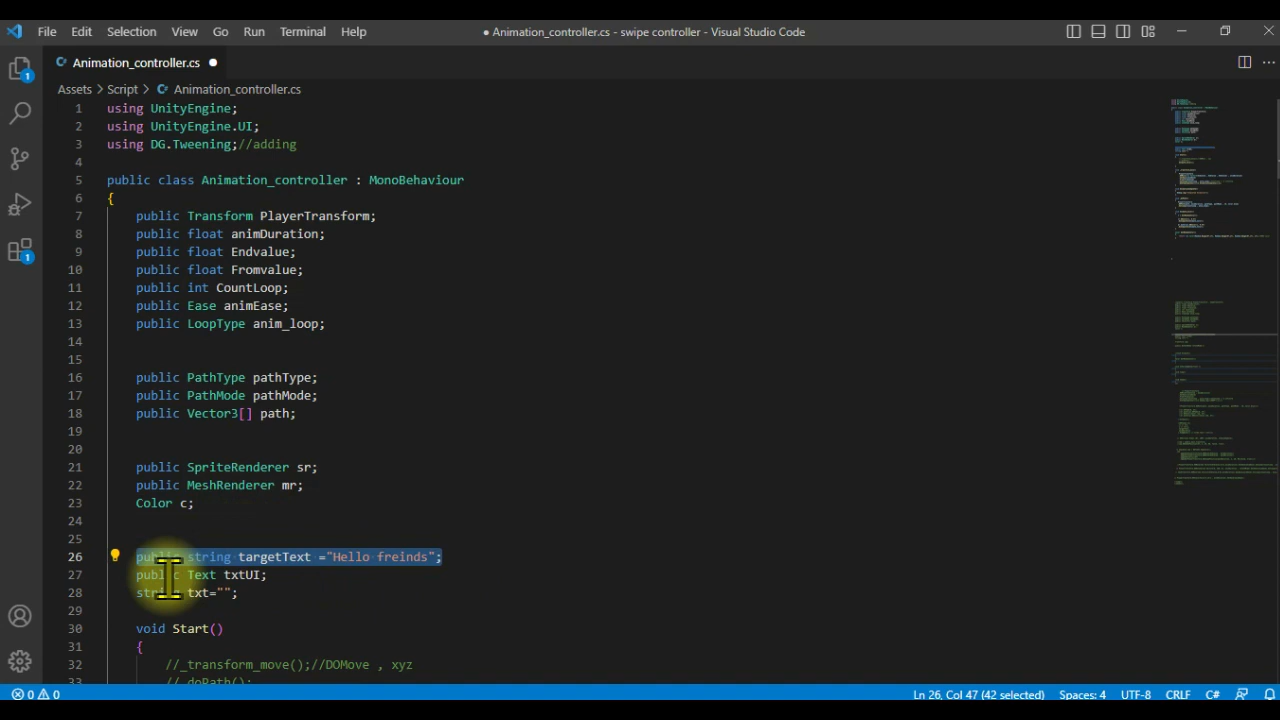 File Edit Selection View Go Run Terminal Help
● Animation_controller.cs - swipe controller - Visual Studio Code
Animation_controller.cs
Assets > Script > Animation_controller.cs
1 using UnityEngine;
2 using UnityEngine.UI;
3 using DG.Tweening;//adding
4
5 public class Animation_controller : MonoBehaviour
6 {
7 public Transform PlayerTransform;
8 public float animDuration;
9 public float Endvalue;
10 public float Fromvalue;
11 public int CountLoop;
12 public Ease animEase;
13 public LoopType anim_loop;
14
15
16 public PathType pathType;
17 public PathMode pathMode;
18 public Vector3[] path;
19
20
21 public SpriteRenderer sr;
22 public MeshRenderer mr;
23 Color c;
24
25
26 public string targetText ="Hello freinds";
27 public Text txtUI;
28 string txt="";
29
30 void Start()
31 {
32 //_transform_move();//DOMove , xyz
33 // doPath();
1
1
0 0
Ln 26, Col 47 (42 selected) Spaces: 4 UTF-8 CRLF C#